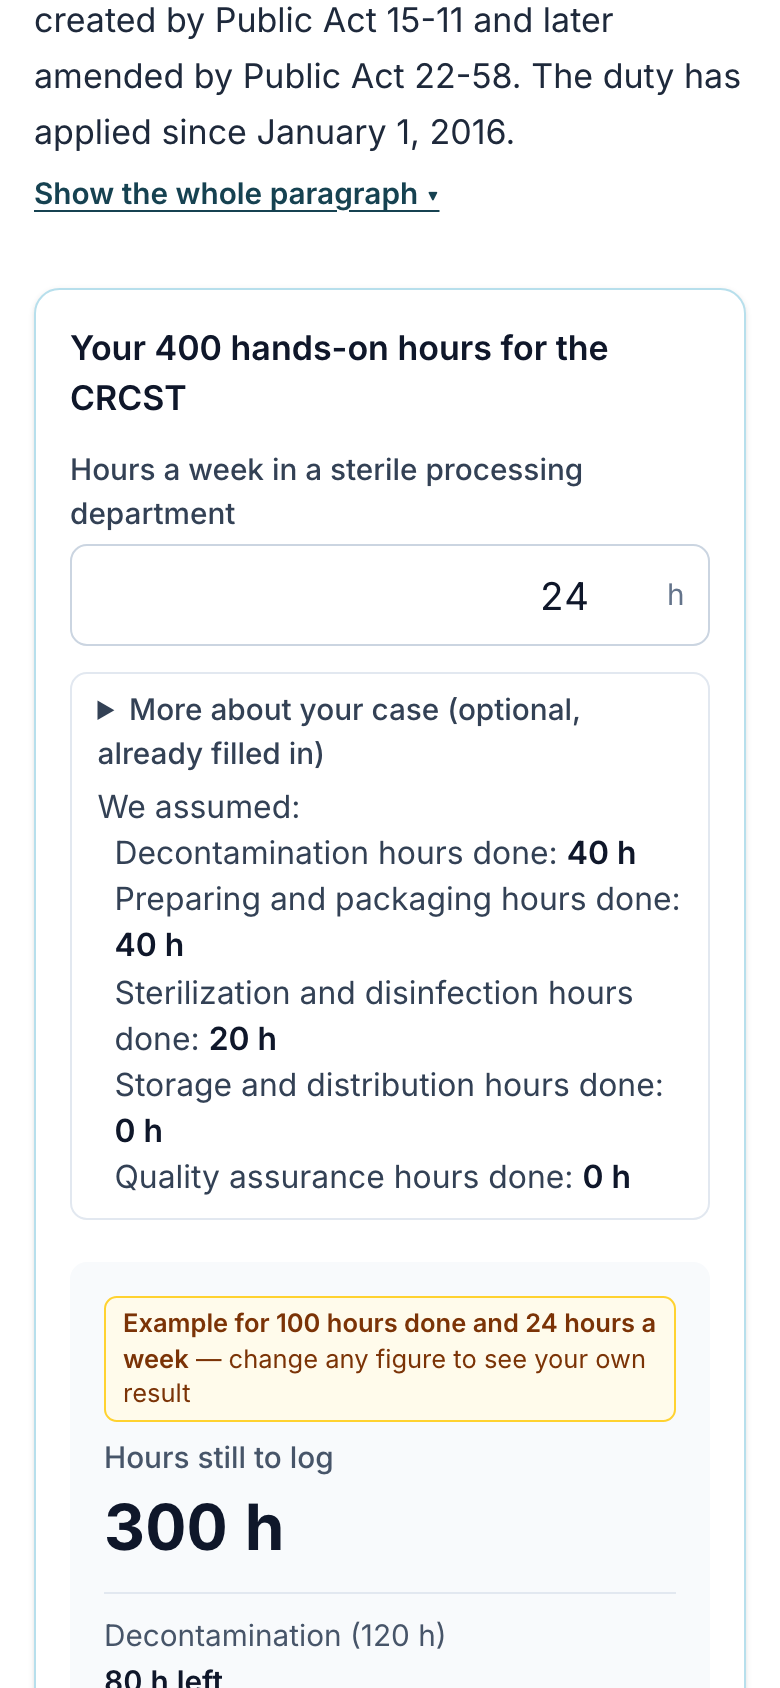 created by Public Act 15-11 and later
amended by Public Act 22-58. The duty has
applied since January 1, 2016.
Show the whole paragraph ▾
Your 400 hands-on hours for the
CRCST
Hours a week in a sterile processing
department
24 h
▶ More about your case (optional,
already filled in)
We assumed:
Decontamination hours done: 40 h
Preparing and packaging hours done:
40 h
Sterilization and disinfection hours
done: 20 h
Storage and distribution hours done:
0 h
Quality assurance hours done: 0 h
Example for 100 hours done and 24 hours a
week — change any figure to see your own
result
Hours still to log
300 h
Decontamination (120 h)
80 h left